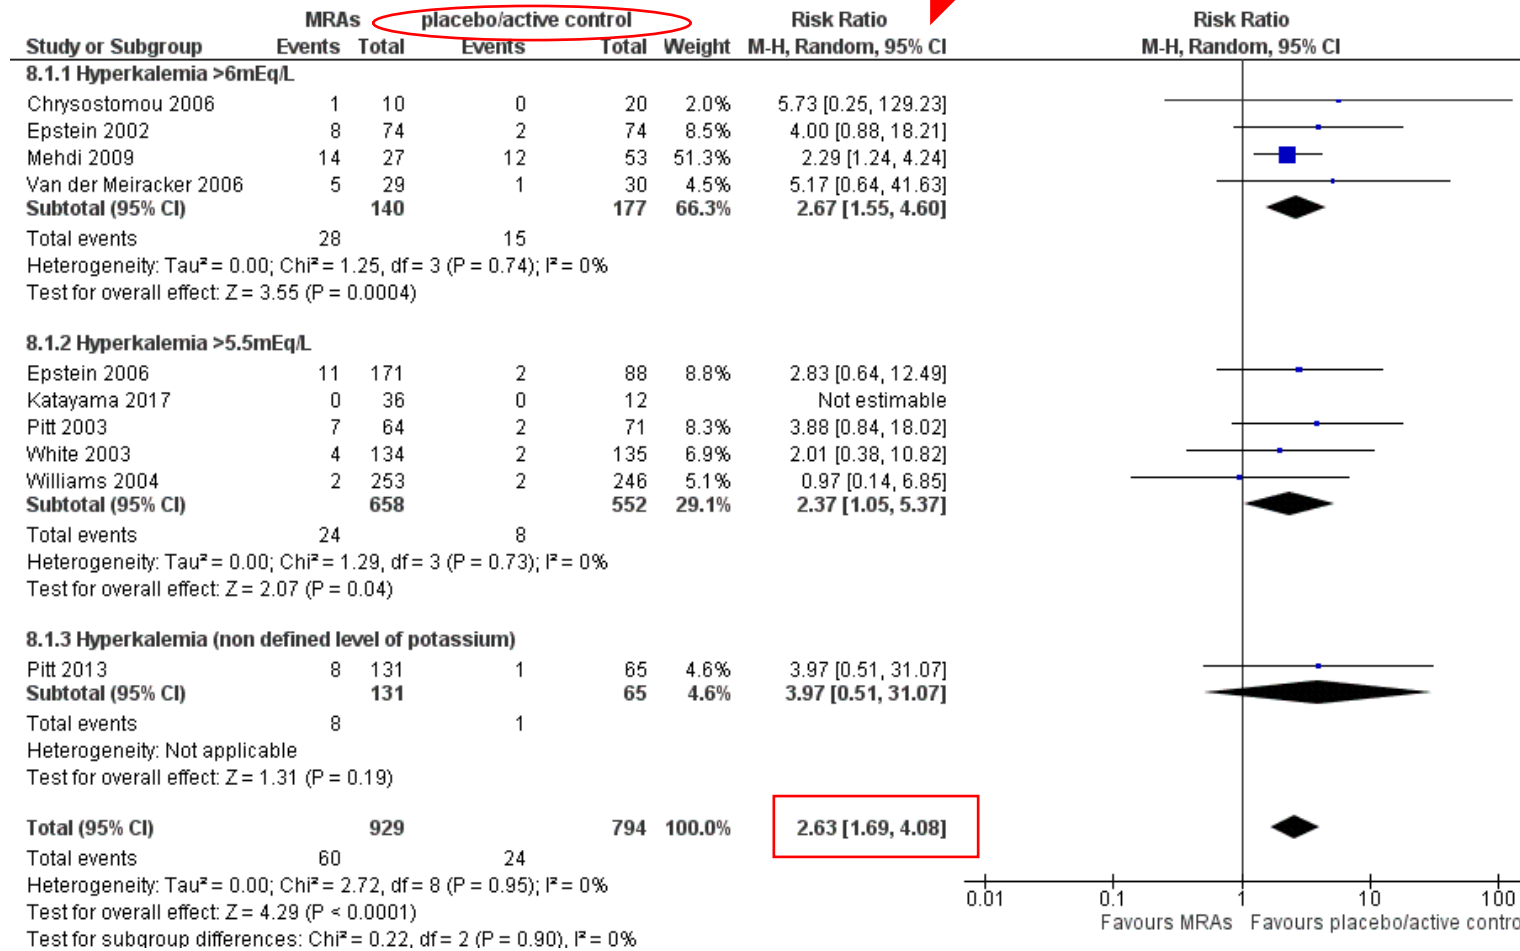 MRAs placebo/active control Risk Ratio Risk Ratio
Study or Subgroup Events Total Events Total Weight M-H, Random, 95% CI M-H, Random, 95% CI
8.1.1 Hyperkalemia >6mEq/L
Chrysostomou 2006 1 10 0 20 2.0% 5.73 [0.25, 129.23]
Epstein 2002 8 74 2 74 8.5% 4.00 [0.88, 18.21]
Mehdi 2009 14 27 12 53 51.3% 2.29 [1.24, 4.24]
Van der Meiracker 2006 5 29 1 30 4.5% 5.17 [0.64, 41.63]
Subtotal (95% CI) 140 177 66.3% 2.67 [1.55, 4.60]
Total events 28 15
Heterogeneity: Tau² = 0.00; Chi² = 1.25, df = 3 (P = 0.74); I² = 0%
Test for overall effect: Z = 3.55 (P = 0.0004)
8.1.2 Hyperkalemia >5.5mEq/L
Epstein 2006 11 171 2 88 8.8% 2.83 [0.64, 12.49]
Katayama 2017 0 36 0 12 Not estimable
Pitt 2003 7 64 2 71 8.3% 3.88 [0.84, 18.02]
White 2003 4 134 2 135 6.9% 2.01 [0.38, 10.82]
Williams 2004 2 253 2 246 5.1% 0.97 [0.14, 6.85]
Subtotal (95% CI) 658 552 29.1% 2.37 [1.05, 5.37]
Total events 24 8
Heterogeneity: Tau² = 0.00; Chi² = 1.29, df = 3 (P = 0.73); I² = 0%
Test for overall effect: Z = 2.07 (P = 0.04)
8.1.3 Hyperkalemia (non defined level of potassium)
Pitt 2013 8 131 1 65 4.6% 3.97 [0.51, 31.07]
Subtotal (95% CI) 131 65 4.6% 3.97 [0.51, 31.07]
Total events 8 1
Heterogeneity: Not applicable
Test for overall effect: Z = 1.31 (P = 0.19)
Total (95% CI) 929 794 100.0% 2.63 [1.69, 4.08]
Total events 60 24
Heterogeneity: Tau² = 0.00; Chi² = 2.72, df = 8 (P = 0.95); I² = 0%
Test for overall effect: Z = 4.29 (P < 0.0001)
Test for subgroup differences: Chi² = 0.22, df = 2 (P = 0.90), I² = 0%
0.01 0.1 1 10 100
Favours MRAs Favours placebo/active contro